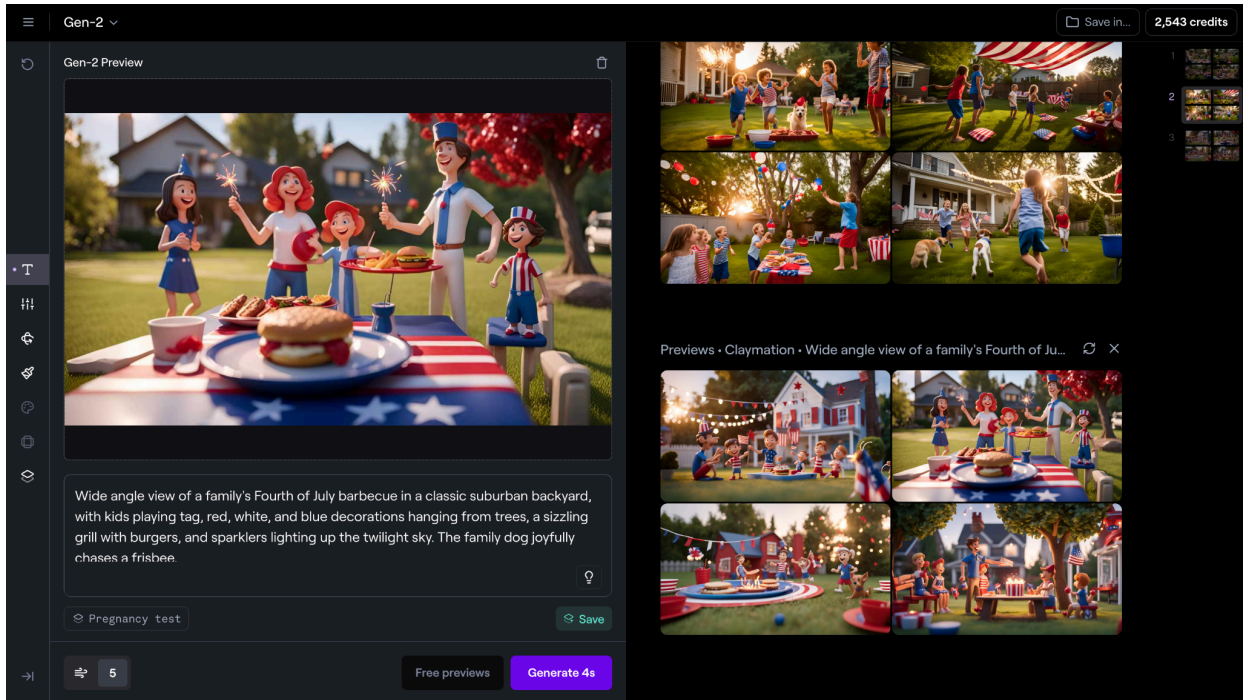 Gen-2
Save in...
2,543 credits
Gen-2 Preview
1
2
3
T
Previews • Claymation • Wide angle view of a family's Fourth of Ju...
Wide angle view of a family's Fourth of July barbecue in a classic suburban backyard,
with kids playing tag, red, white, and blue decorations hanging from trees, a sizzling
grill with burgers, and sparklers lighting up the twilight sky. The family dog joyfully
chases a frisbee.
Pregnancy test
Save
5
Free previews
Generate 4s